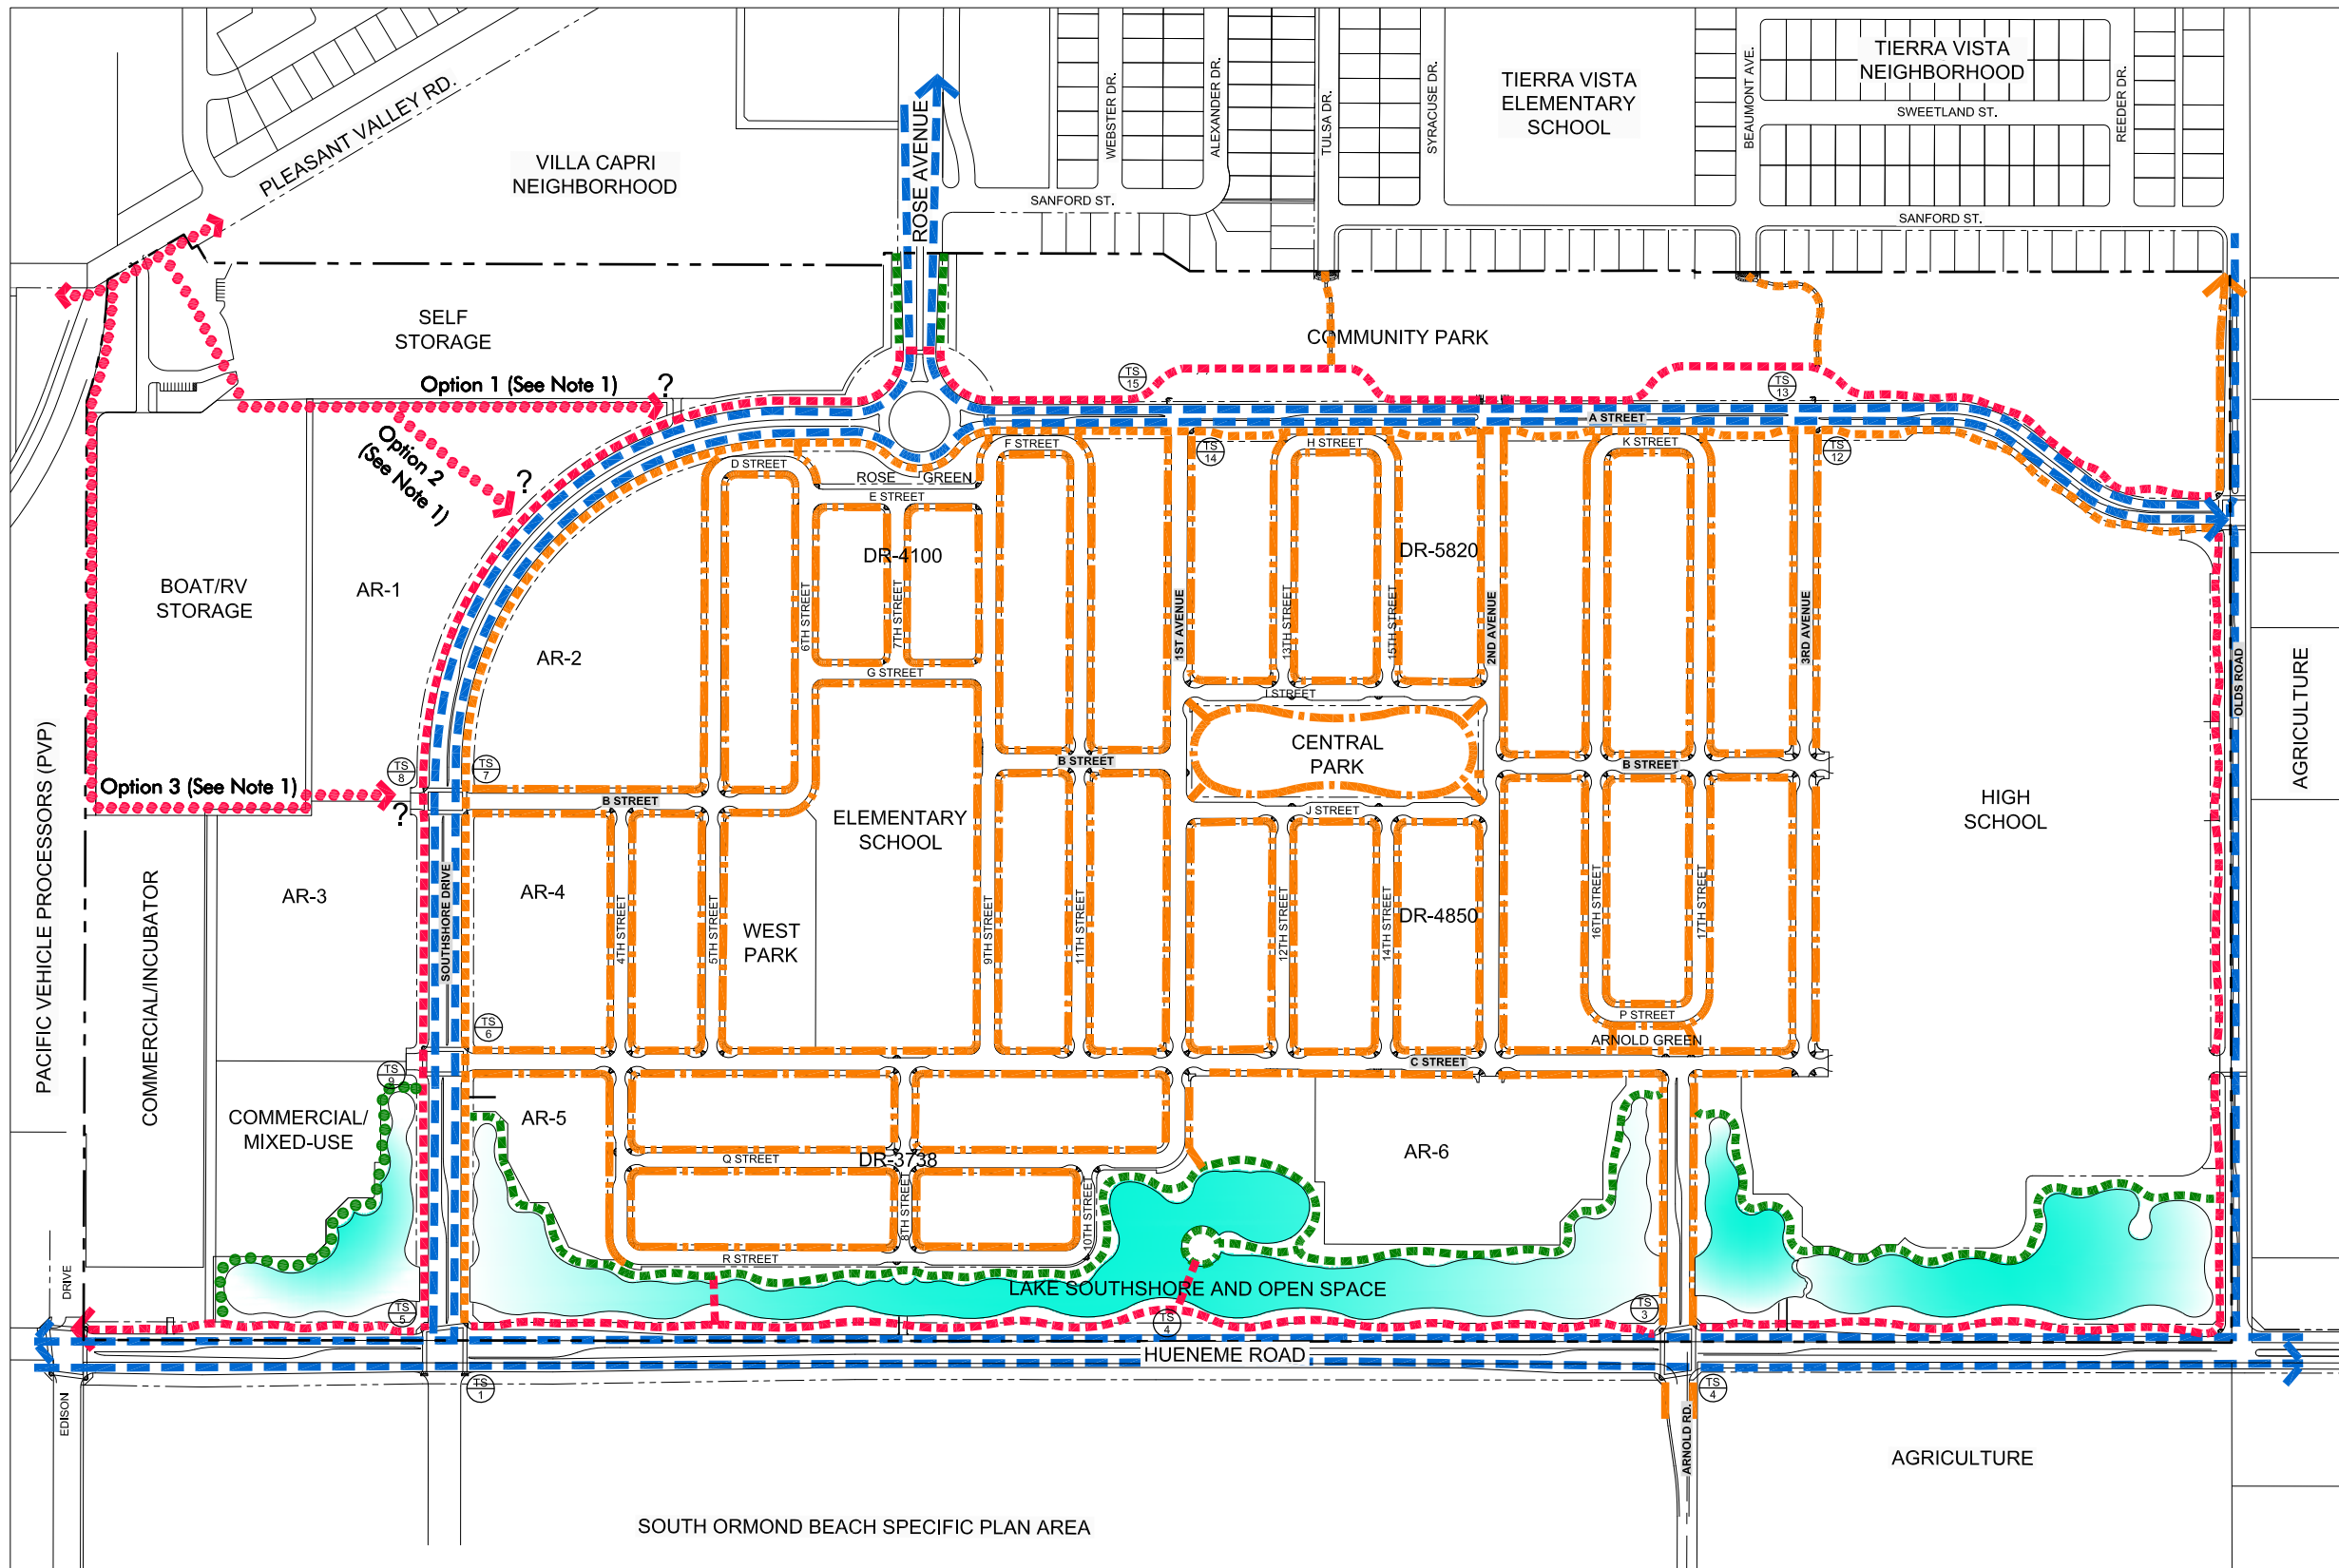 PLEASANT VALLEY RD.
VILLA CAPRI
NEIGHBORHOOD
ROSE AVENUE
WEBSTER DR.
ALEXANDER DR.
TULSA DR.
SYRACUSE DR.
TIERRA VISTA
ELEMENTARY
SCHOOL
BEAUMONT AVE.
TIERRA VISTA
NEIGHBORHOOD
SWEETLAND ST.
REEDER DR.
SANFORD ST.
SANFORD ST.
SELF
STORAGE
COMMUNITY PARK
Option 1 (See Note 1)
?
Option 2
(See Note 1)
?
TS
15
TS
13
A STREET
TS
14
TS
12
D STREET
F STREET
H STREET
K STREET
ROSE GREEN
E STREET
DR-4100
DR-5820
BOAT/RV
STORAGE
AR-1
AR-2
6TH STREET
7TH STREET
1ST AVENUE
13TH STREET
15TH STREET
2ND AVENUE
3RD AVENUE
OLDS ROAD
AGRICULTURE
G STREET
I STREET
CENTRAL
PARK
B STREET
B STREET
TS
8
TS
7
Option 3 (See Note 1)
?
B STREET
J STREET
ELEMENTARY
SCHOOL
HIGH
SCHOOL
PACIFIC VEHICLE PROCESSORS (PVP)
COMMERCIAL/INCUBATOR
AR-3
SOUTHSHORE DRIVE
AR-4
4TH STREET
5TH STREET
WEST
PARK
9TH STREET
11TH STREET
12TH STREET
14TH STREET
DR-4850
16TH STREET
17TH STREET
P STREET
ARNOLD GREEN
TS
6
C STREET
TS
9
COMMERCIAL/
MIXED-USE
AR-5
Q STREET
DR-3738
AR-6
8TH STREET
10TH STREET
R STREET
LAKE SOUTHSHORE AND OPEN SPACE
TS
5
TS
4
TS
3
DRIVE
EDISON
HUENEME ROAD
TS
1
TS
4
ARNOLD RD.
AGRICULTURE
SOUTH ORMOND BEACH SPECIFIC PLAN AREA